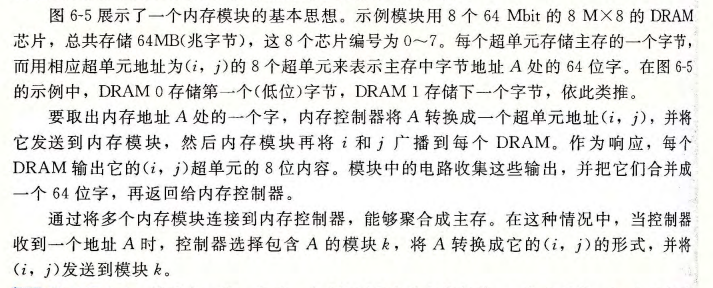 图 6-5 展示了一个内存模块的基本思想。示例模块用 8 个 64 Mbit 的 8 M×8 的 DRAM
芯片，总共存储 64MB(兆字节)，这 8 个芯片编号为 0～7。每个超单元存储主存的一个字节，
而用相应超单元地址为(i，j)的 8 个超单元来表示主存中字节地址 A 处的 64 位字。在图 6-5
的示例中，DRAM 0 存储第一个(低位)字节，DRAM 1 存储下一个字节，依此类推。
要取出内存地址 A 处的一个字，内存控制器将 A 转换成一个超单元地址(i，j)，并将
它发送到内存模块，然后内存模块再将 i 和 j 广播到每个 DRAM。作为响应，每个
DRAM 输出它的(i，j)超单元的 8 位内容。模块中的电路收集这些输出，并把它们合并成
一个 64 位字，再返回给内存控制器。
通过将多个内存模块连接到内存控制器，能够聚合成主存。在这种情况中，当控制器
收到一个地址 A 时，控制器选择包含 A 的模块 k，将 A 转换成它的(i，j)的形式，并将
(i，j)发送到模块 k。